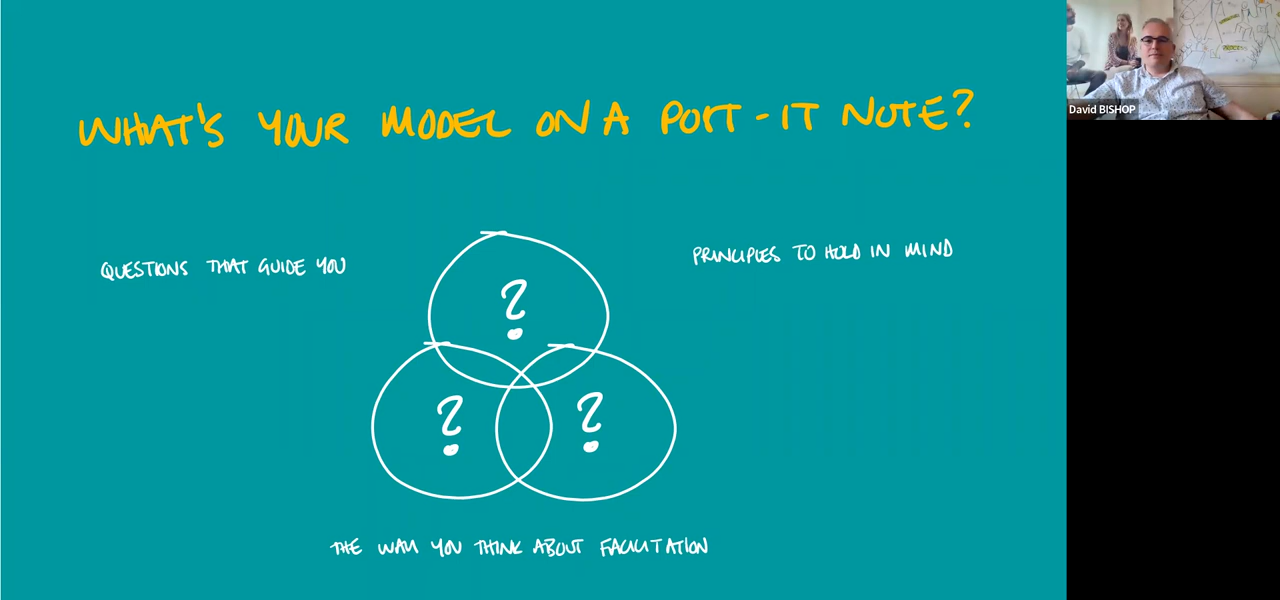 WHAT'S YOUR MODEL ON A POST-IT NOTE?
David BISHOP
QUESTIONS THAT GUIDE YOU
PRINCIPLES TO HOLD IN MIND
?
? ?
THE WAY YOU THINK ABOUT FACILITATION